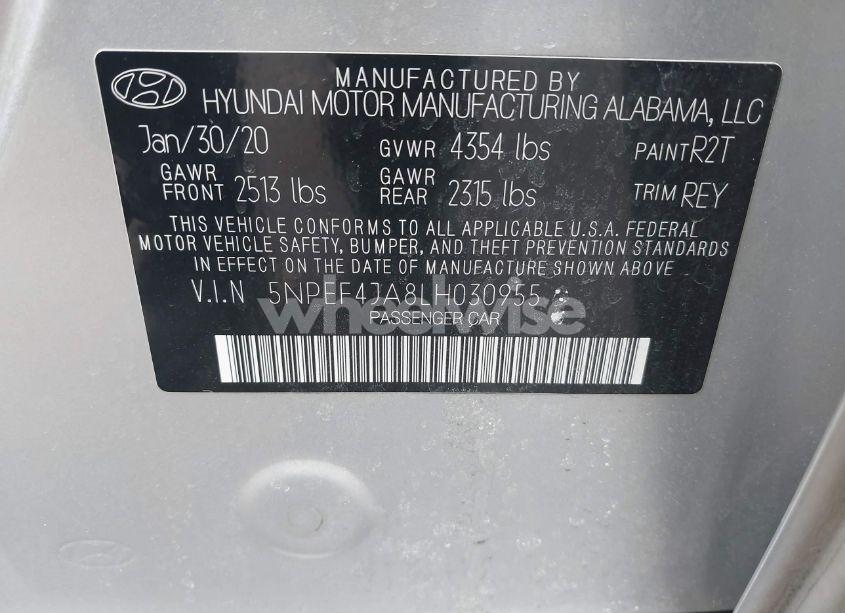 MANUFACTURED BY
HYUNDAI MOTOR MANUFACTURING ALABAMA, LLC
Jan/30/20 GVWR 4354 lbs PAINT R2T
GAWR FRONT 2513 lbs GAWR REAR 2315 lbs TRIM REY
THIS VEHICLE CONFORMS TO ALL APPLICABLE U.S.A. FEDERAL
MOTOR VEHICLE SAFETY, BUMPER, AND THEFT PREVENTION STANDARDS
IN EFFECT ON THE DATE OF MANUFACTURE SHOWN ABOVE
V.I.N 5NPEF4JA8LH030955
wheelwise
PASSENGER CAR